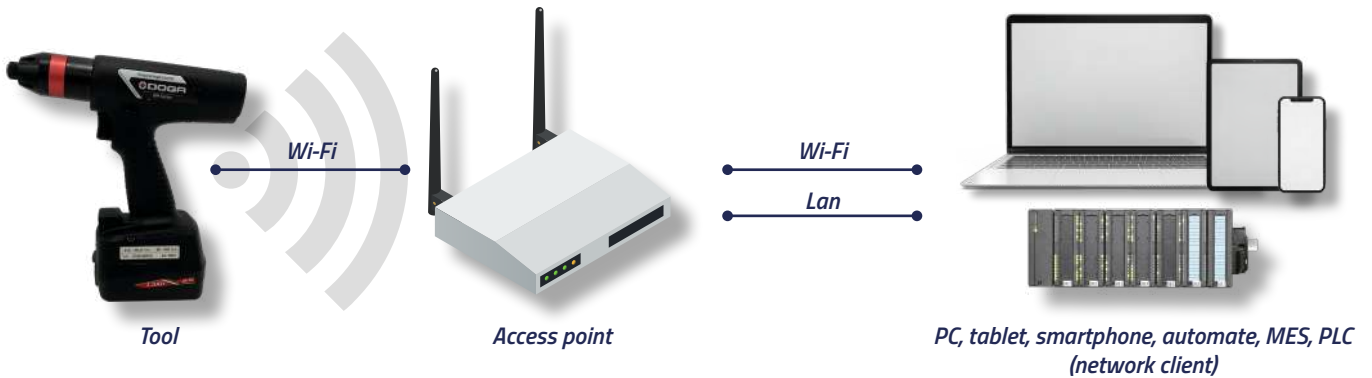 DOGA
Wi-Fi
Wi-Fi
Lan
Tool
Access point
PC, tablet, smartphone, automate, MES, PLC
(network client)